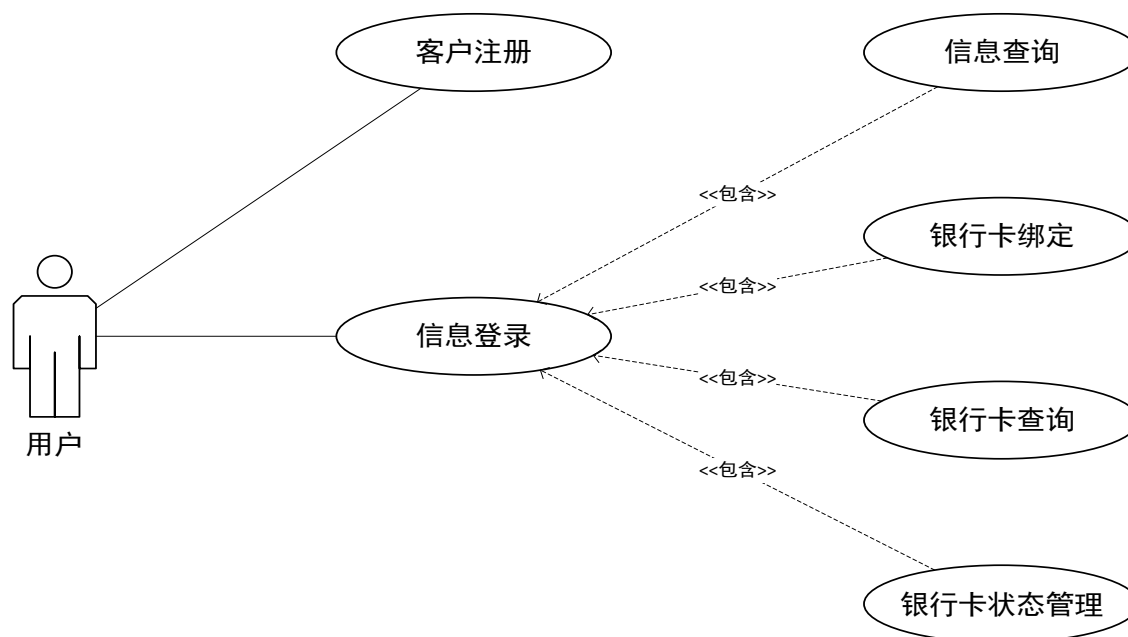 客户注册
信息查询
<<包含>>
银行卡绑定
<<包含>>
信息登录
<<包含>>
银行卡查询
用户
<<包含>>
银行卡状态管理